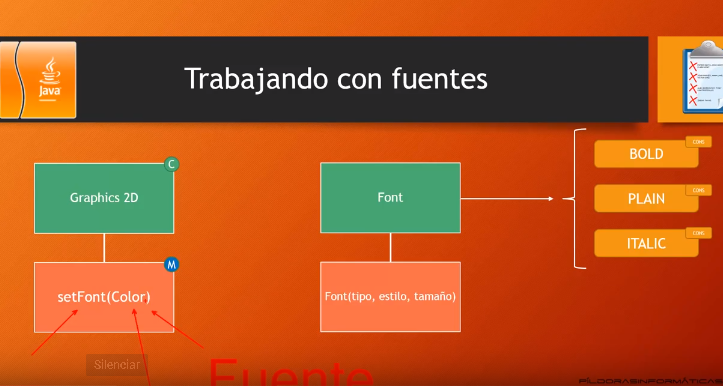 Trabajando con fuentes
Java
C
Graphics 2D
Font
CONS
BOLD
CONS
PLAIN
CONS
ITALIC
M
setFont(Color)
Font(tipo, estilo, tamaño)
Silenciar
Fuente
PÍLDORASINFORMÁTICAS